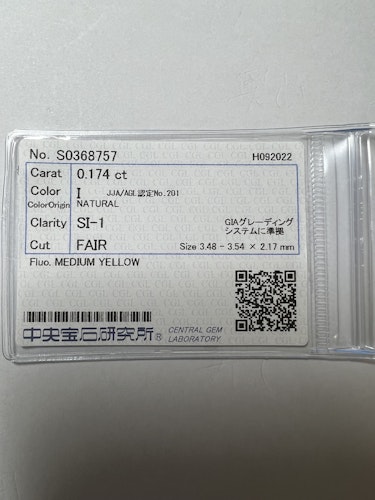 No. S0368757 H092022
Carat 0.174 ct
Color I JJA/AGL認定No.201
ColorOrigin NATURAL
Clarity SI-1 GIAグレーディング
システムに準拠
Cut FAIR Size 3.48 - 3.54 × 2.17 mm
Fluo. MEDIUM YELLOW
中央宝石研究所® CENTRAL GEM
LABORATORY